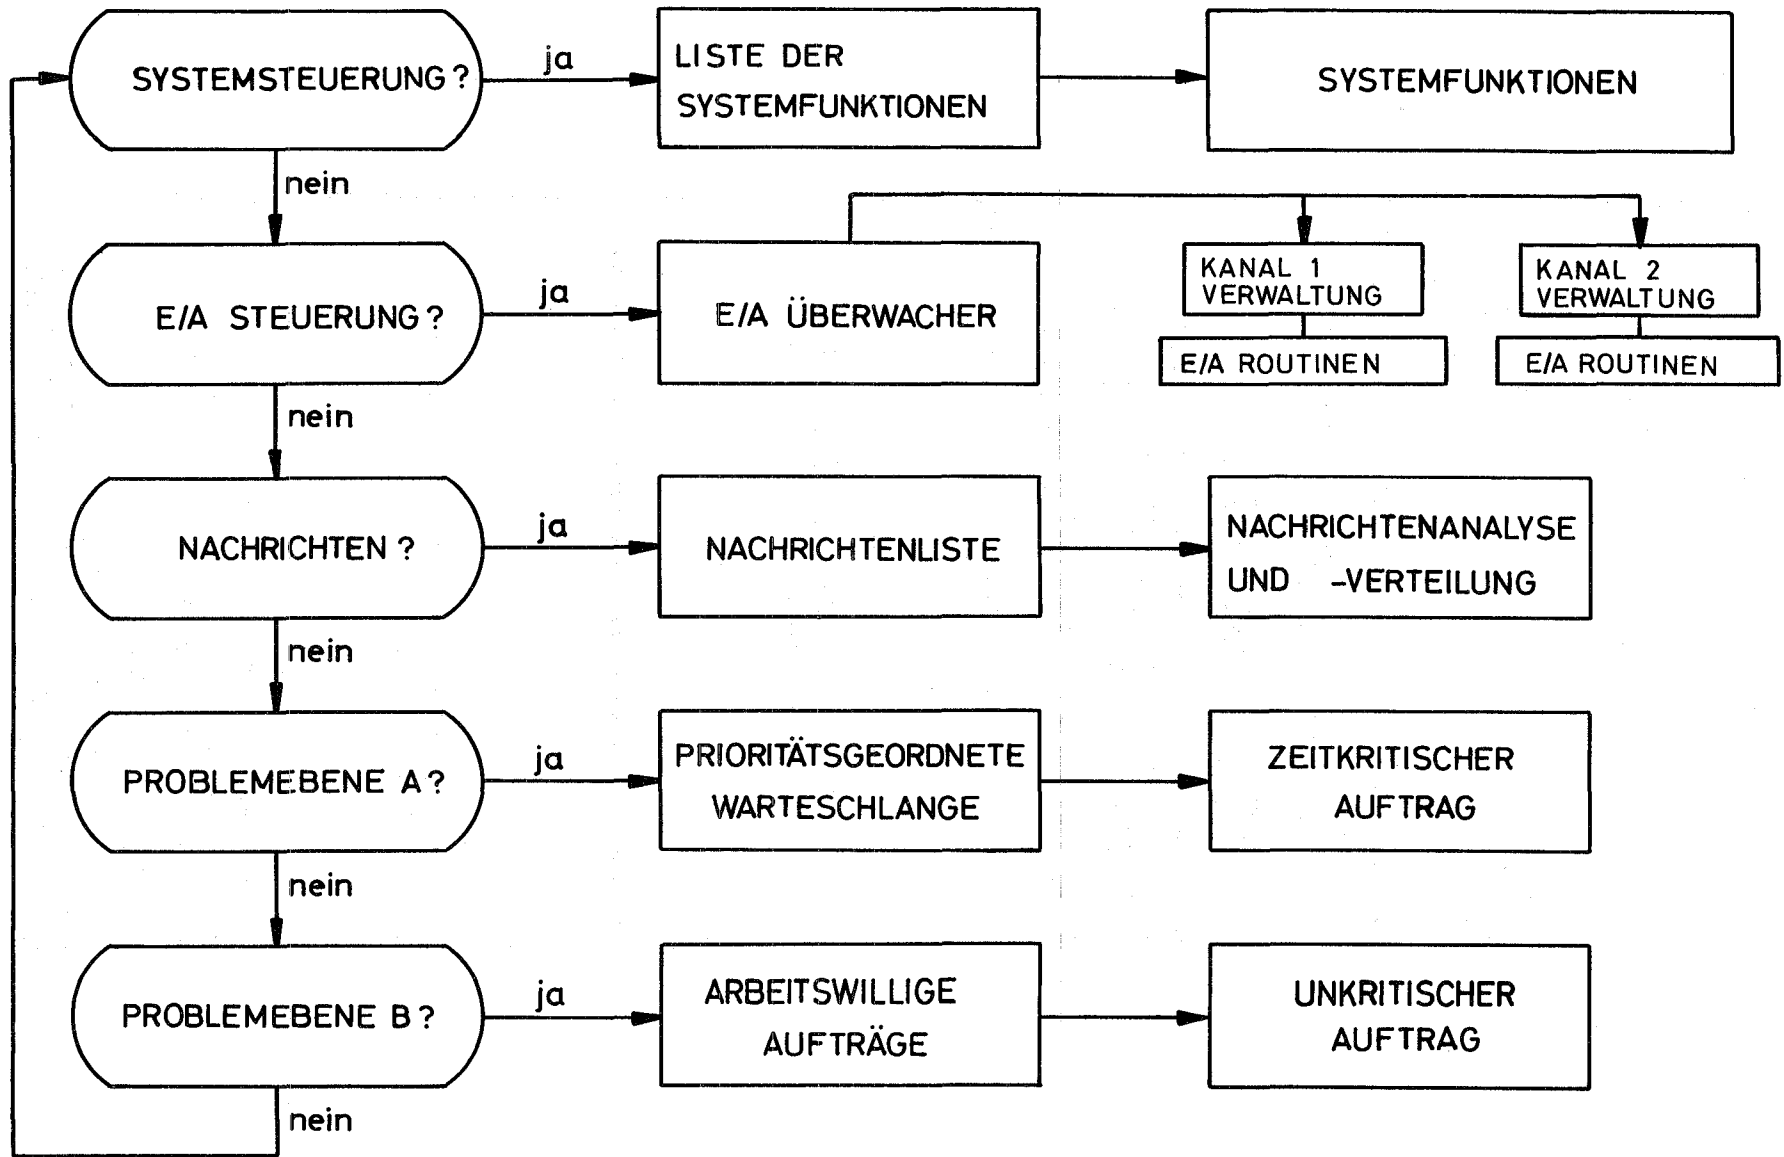 SYSTEMSTEUERUNG?
ja
LISTE DER
SYSTEMFUNKTIONEN
SYSTEMFUNKTIONEN
nein
E/A STEUERUNG?
ja
E/A ÜBERWACHER
KANAL 1
VERWALTUNG
E/A ROUTINEN
KANAL 2
VERWALTUNG
E/A ROUTINEN
nein
NACHRICHTEN?
ja
NACHRICHTENLISTE
NACHRICHTENANALYSE
UND -VERTEILUNG
nein
PROBLEMEBENE A?
ja
PRIORITÄTSGEORDNETE
WARTESCHLANGE
ZEITKRITISCHER
AUFTRAG
nein
PROBLEMEBENE B?
ja
ARBEITSWILLIGE
AUFTRÄGE
UNKRITISCHER
AUFTRAG
nein